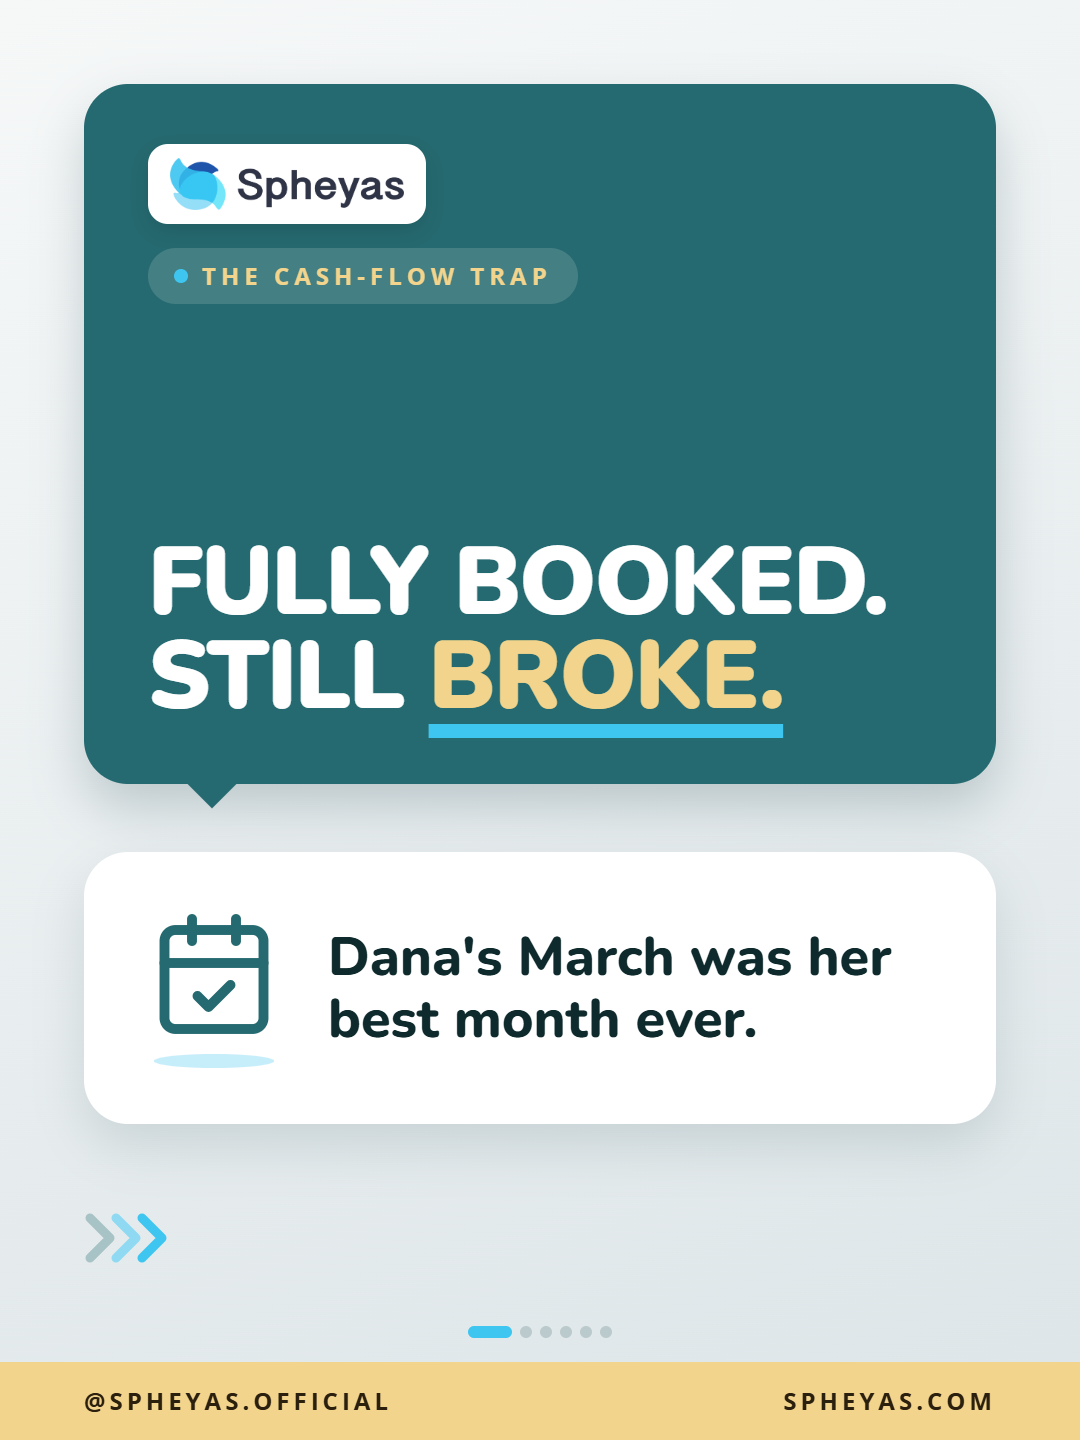 Spheyas
THE CASH-FLOW TRAP
FULLY BOOKED.
STILL BROKE.
Dana's March was her
best month ever.
@SPHEYAS.OFFICIAL
SPHEYAS.COM